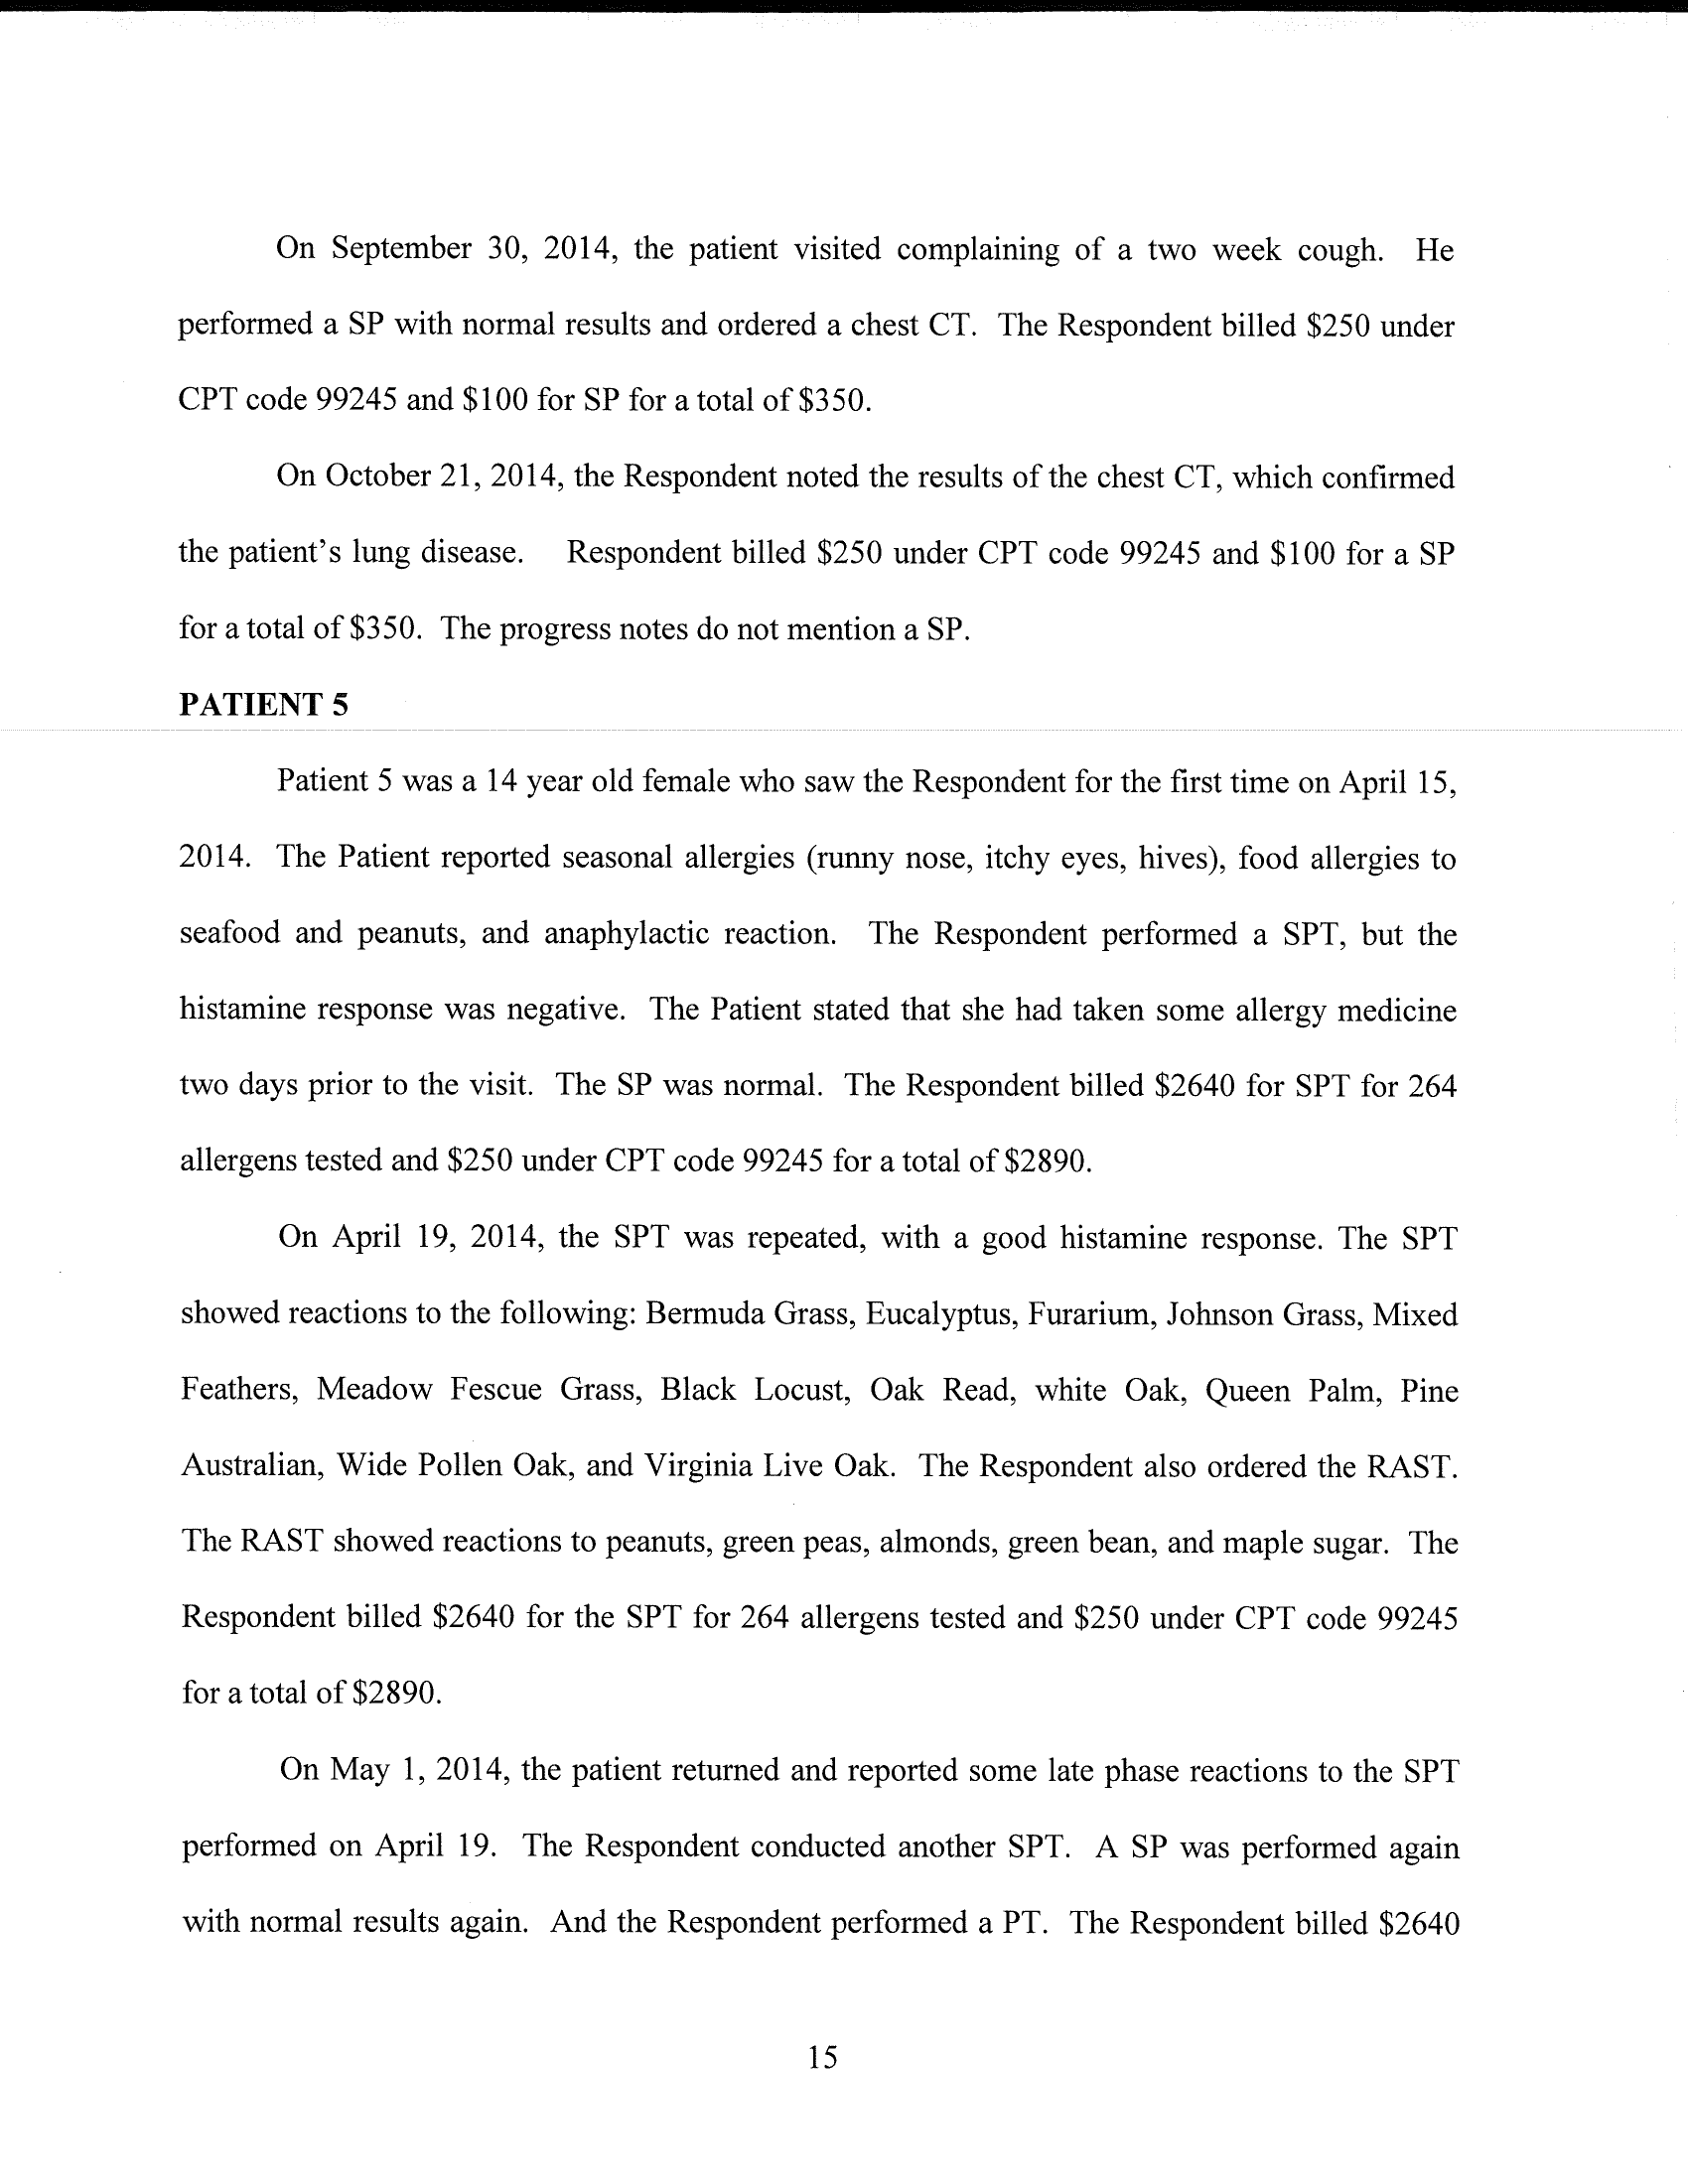 On September 30, 2014, the patient visited complaining of a two week cough. He
performed a SP with normal results and ordered a chest CT. The Respondent billed $250 under
CPT code 99245 and $100 for SP for a total of $350.
On October 21, 2014, the Respondent noted the results of the chest CT, which confirmed
the patient's lung disease. Respondent billed $250 under CPT code 99245 and $100 for a SP
for a total of $350. The progress notes do not mention a SP.
PATIENT 5
Patient 5 was a 14 year old female who saw the Respondent for the first time on April 15,
2014. The Patient reported seasonal allergies (runny nose, itchy eyes, hives), food allergies to
seafood and peanuts, and anaphylactic reaction. The Respondent performed a SPT, but the
histamine response was negative. The Patient stated that she had taken some allergy medicine
two days prior to the visit. The SP was normal. The Respondent billed $2640 for SPT for 264
allergens tested and $250 under CPT code 99245 for a total of $2890.
On April 19, 2014, the SPT was repeated, with a good histamine response. The SPT
showed reactions to the following: Bermuda Grass, Eucalyptus, Furarium, Johnson Grass, Mixed
Feathers, Meadow Fescue Grass, Black Locust, Oak Read, white Oak, Queen Palm, Pine
Australian, Wide Pollen Oak, and Virginia Live Oak. The Respondent also ordered the RAST.
The RAST showed reactions to peanuts, green peas, almonds, green bean, and maple sugar. The
Respondent billed $2640 for the SPT for 264 allergens tested and $250 under CPT code 99245
for a total of $2890.
On May 1, 2014, the patient returned and reported some late phase reactions to the SPT
performed on April 19. The Respondent conducted another SPT. A SP was performed again
with normal results again. And the Respondent performed a PT. The Respondent billed $2640
15